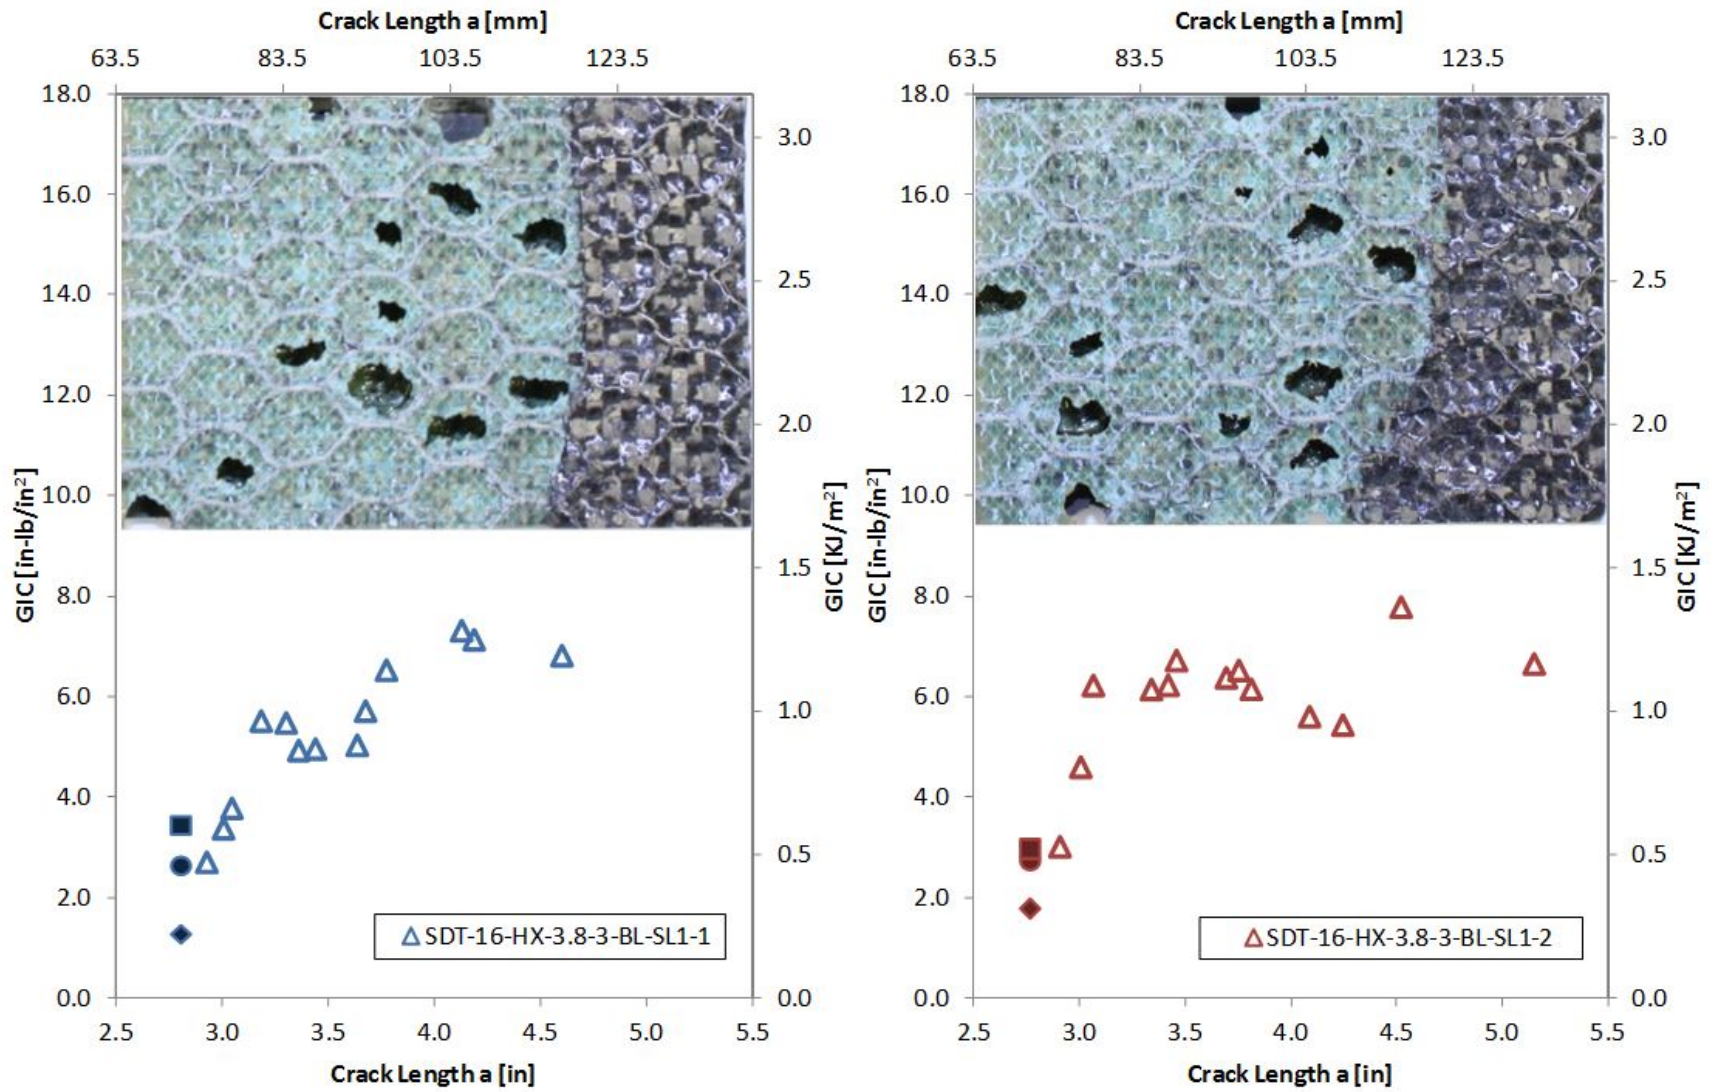 Crack Length a [mm]
63.5 83.5 103.5 123.5
18.0
16.0
14.0
12.0
10.0
8.0
6.0
4.0
2.0
0.0
GIC [in-lb/in²]
3.0
2.5
2.0
1.5
1.0
0.5
0.0
GIC [KJ/m²]
SDT-16-HX-3.8-3-BL-SL1-1
2.5 3.0 3.5 4.0 4.5 5.0 5.5
Crack Length a [in]
Crack Length a [mm]
63.5 83.5 103.5 123.5
18.0
16.0
14.0
12.0
10.0
8.0
6.0
4.0
2.0
0.0
GIC [in-lb/in²]
3.0
2.5
2.0
1.5
1.0
0.5
0.0
GIC [KJ/m²]
SDT-16-HX-3.8-3-BL-SL1-2
2.5 3.0 3.5 4.0 4.5 5.0 5.5
Crack Length a [in]